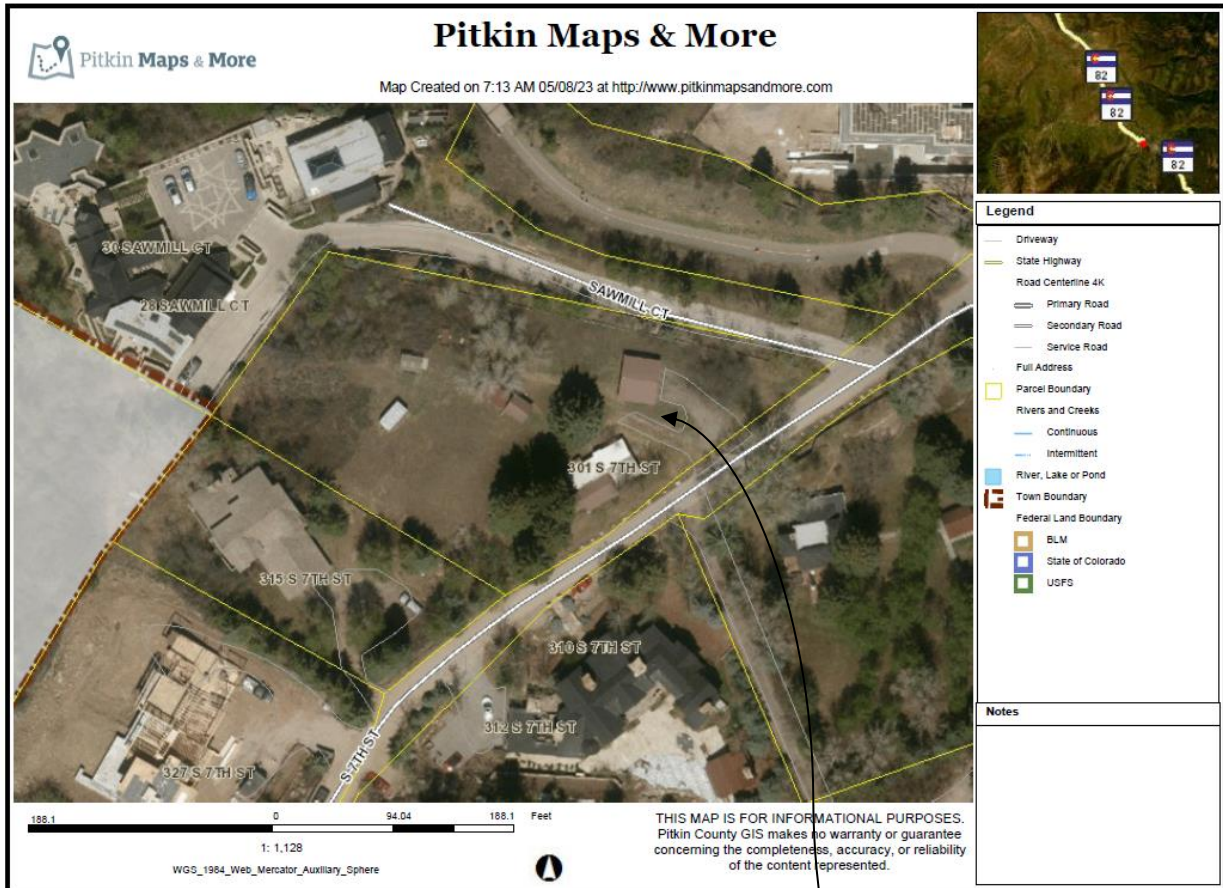 Pitkin Maps & More
Pitkin Maps & More
Map Created on 7:13 AM 05/08/23 at http://www.pitkinmapsandmore.com
82
82
82
30 SAWMILL CT
28 SAWMILL CT
SAWMILL CT
301 S 7TH ST
315 S 7TH ST
310 S 7TH ST
312 S 7TH ST
327 S 7TH ST
S 7TH ST
Legend
Driveway
State Highway
Road Centerline 4K
Primary Road
Secondary Road
Service Road
Full Address
Parcel Boundary
Rivers and Creeks
Continuous
Intermittent
River, Lake or Pond
Town Boundary
Federal Land Boundary
BLM
State of Colorado
USFS
Notes
188.1 0 94.04 188.1 Feet
1: 1,128
WGS_1984_Web_Mercator_Auxiliary_Sphere
THIS MAP IS FOR INFORMATIONAL PURPOSES.
Pitkin County GIS makes no warranty or guarantee
concerning the completeness, accuracy, or reliability
of the content represented.